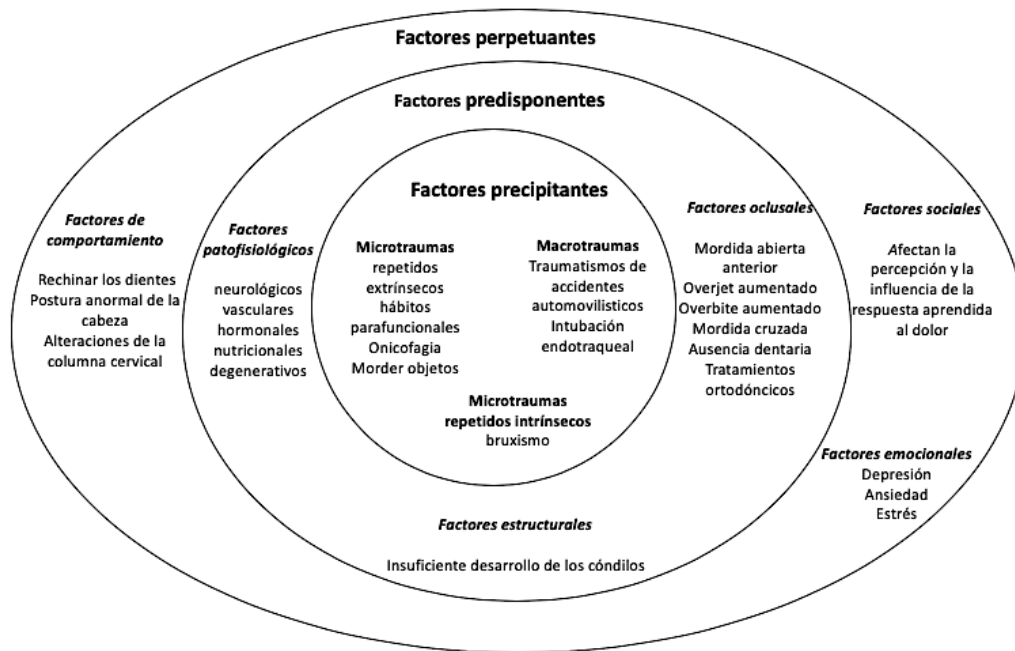 Factores perpetuantes
Factores predisponentes
Factores precipitantes
Factores de
comportamiento
Rechinar los dientes
Postura anormal de la
cabeza
Alteraciones de la
columna cervical
Factores
patofisiológicos
neurológicos
vasculares
hormonales
nutricionales
degenerativos
Microtraumas
repetidos
extrínsecos
hábitos
parafuncionales
Onicofagia
Morder objetos
Macrotraumas
Traumatismos de
accidentes
automovilisticos
Intubación
endotraqueal
Microtraumas
repetidos intrínsecos
bruxismo
Factores oclusales
Mordida abierta
anterior
Overjet aumentado
Overbite aumentado
Mordida cruzada
Ausencia dentaria
Tratamientos
ortodóncicos
Factores sociales
Afectan la
percepción y la
influencia de la
respuesta aprendida
al dolor
Factores emocionales
Depresión
Ansiedad
Estrés
Factores estructurales
Insuficiente desarrollo de los cóndilos